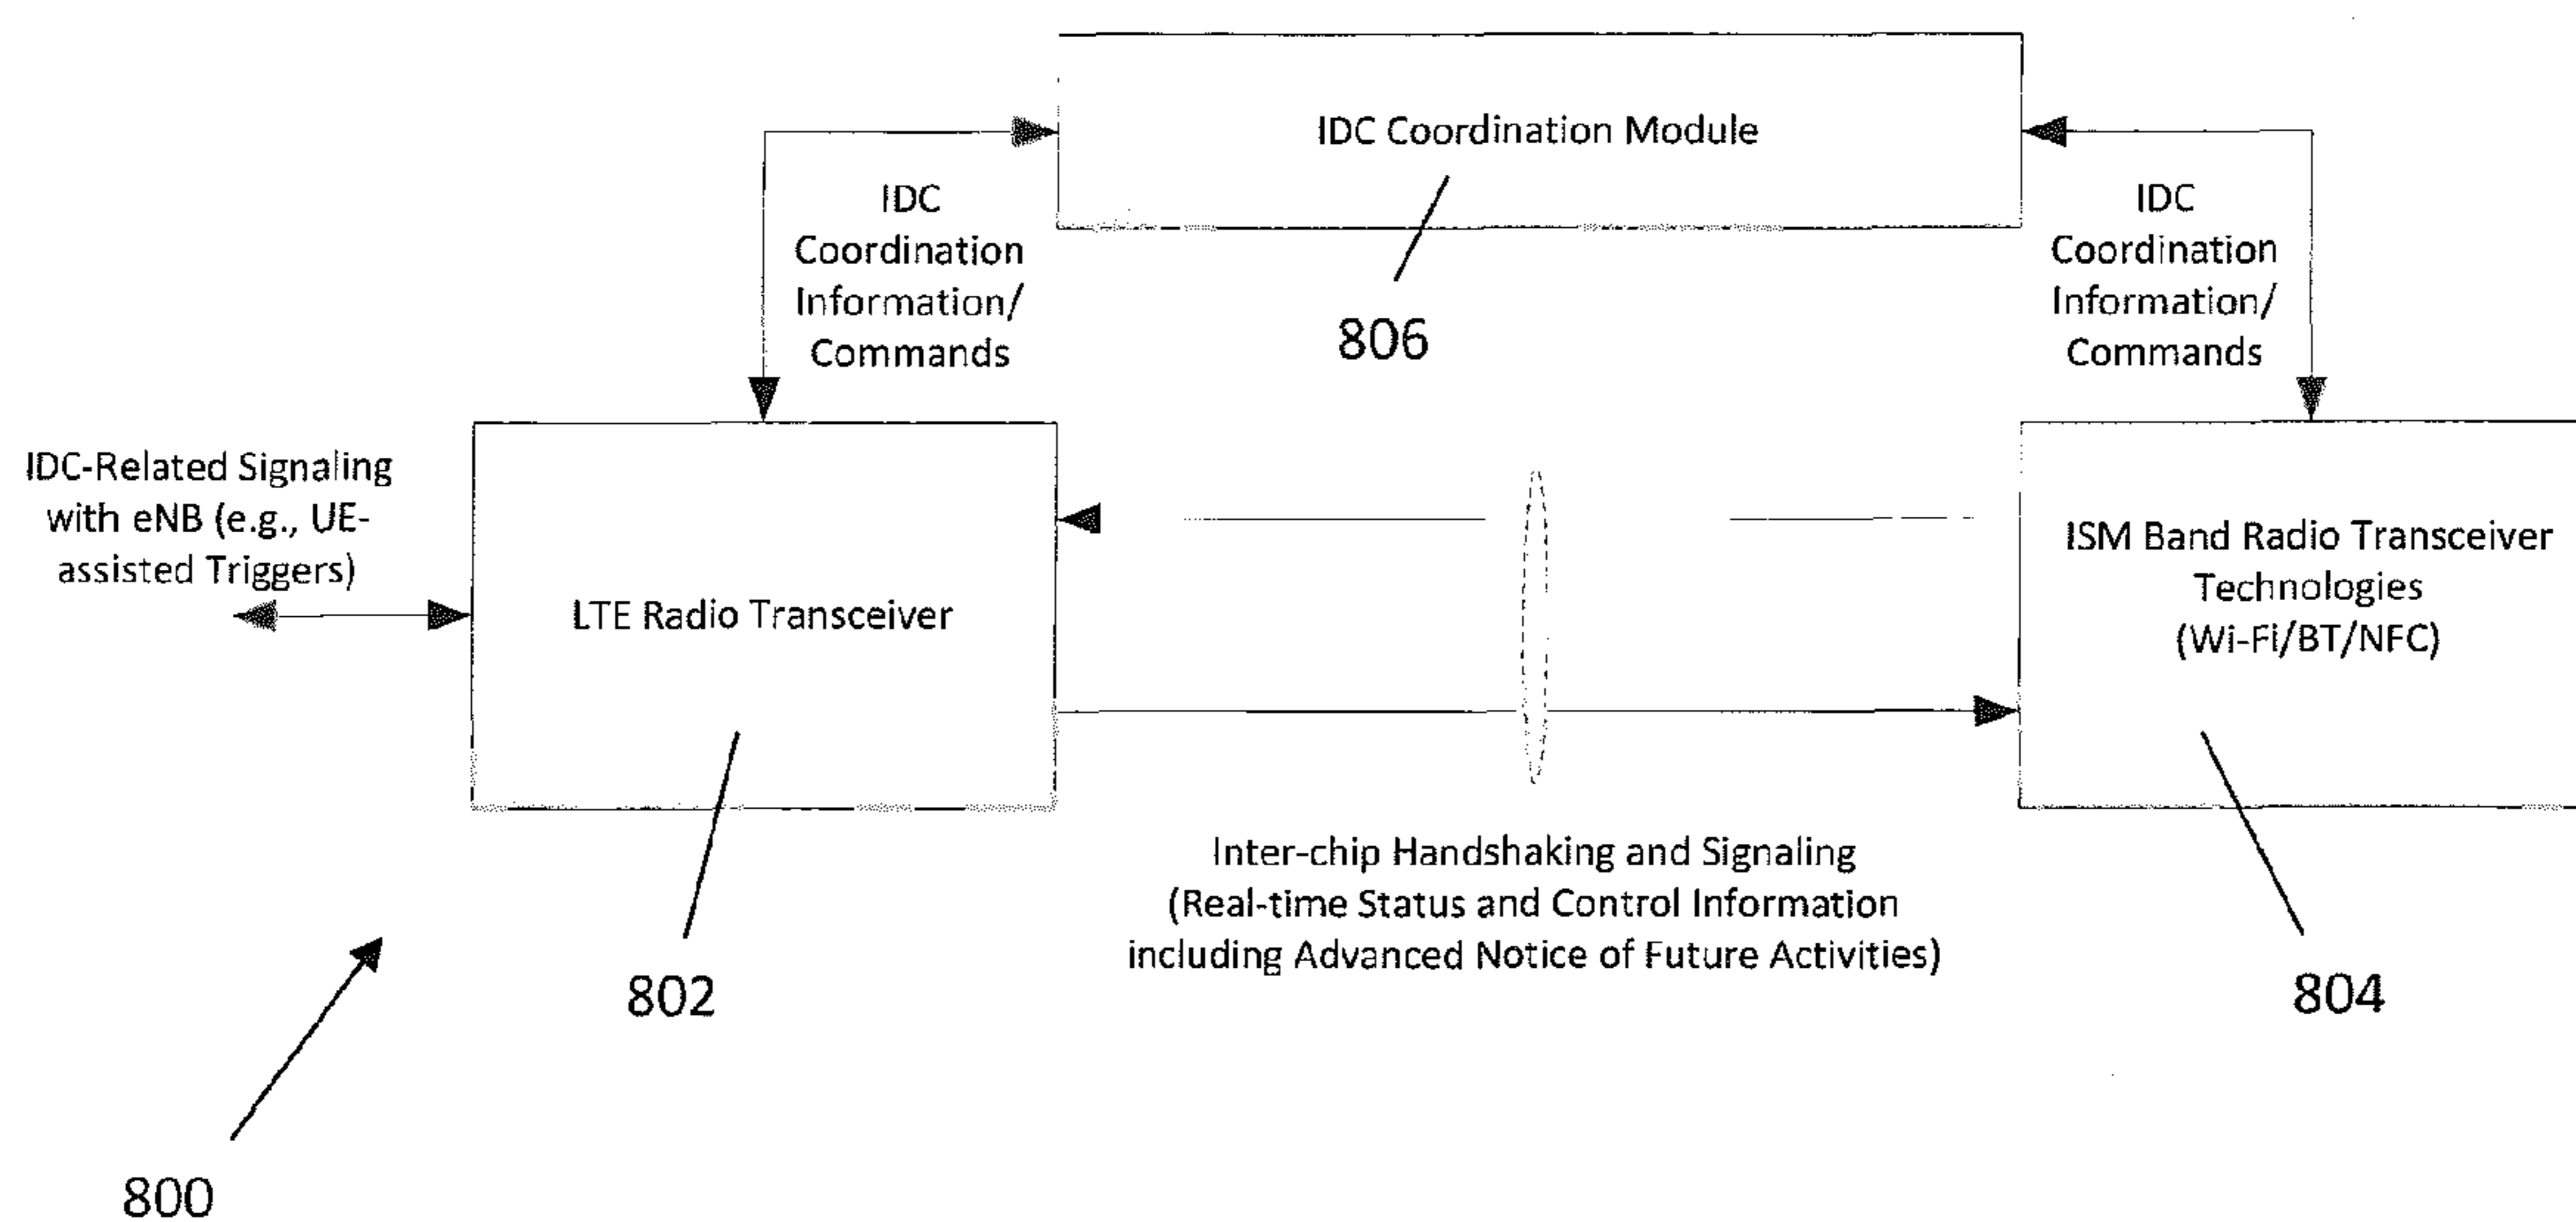 IDC Coordination Module
IDC
Coordination
Information/
Commands
IDC
Coordination
Information/
Commands
806
IDC-Related Signaling
with eNB (e.g., UE-
assisted Triggers)
LTE Radio Transceiver
ISM Band Radio Transceiver
Technologies
(Wi-Fi/BT/NFC)
Inter-chip Handshaking and Signaling
(Real-time Status and Control Information
including Advanced Notice of Future Activities)
802
804
800